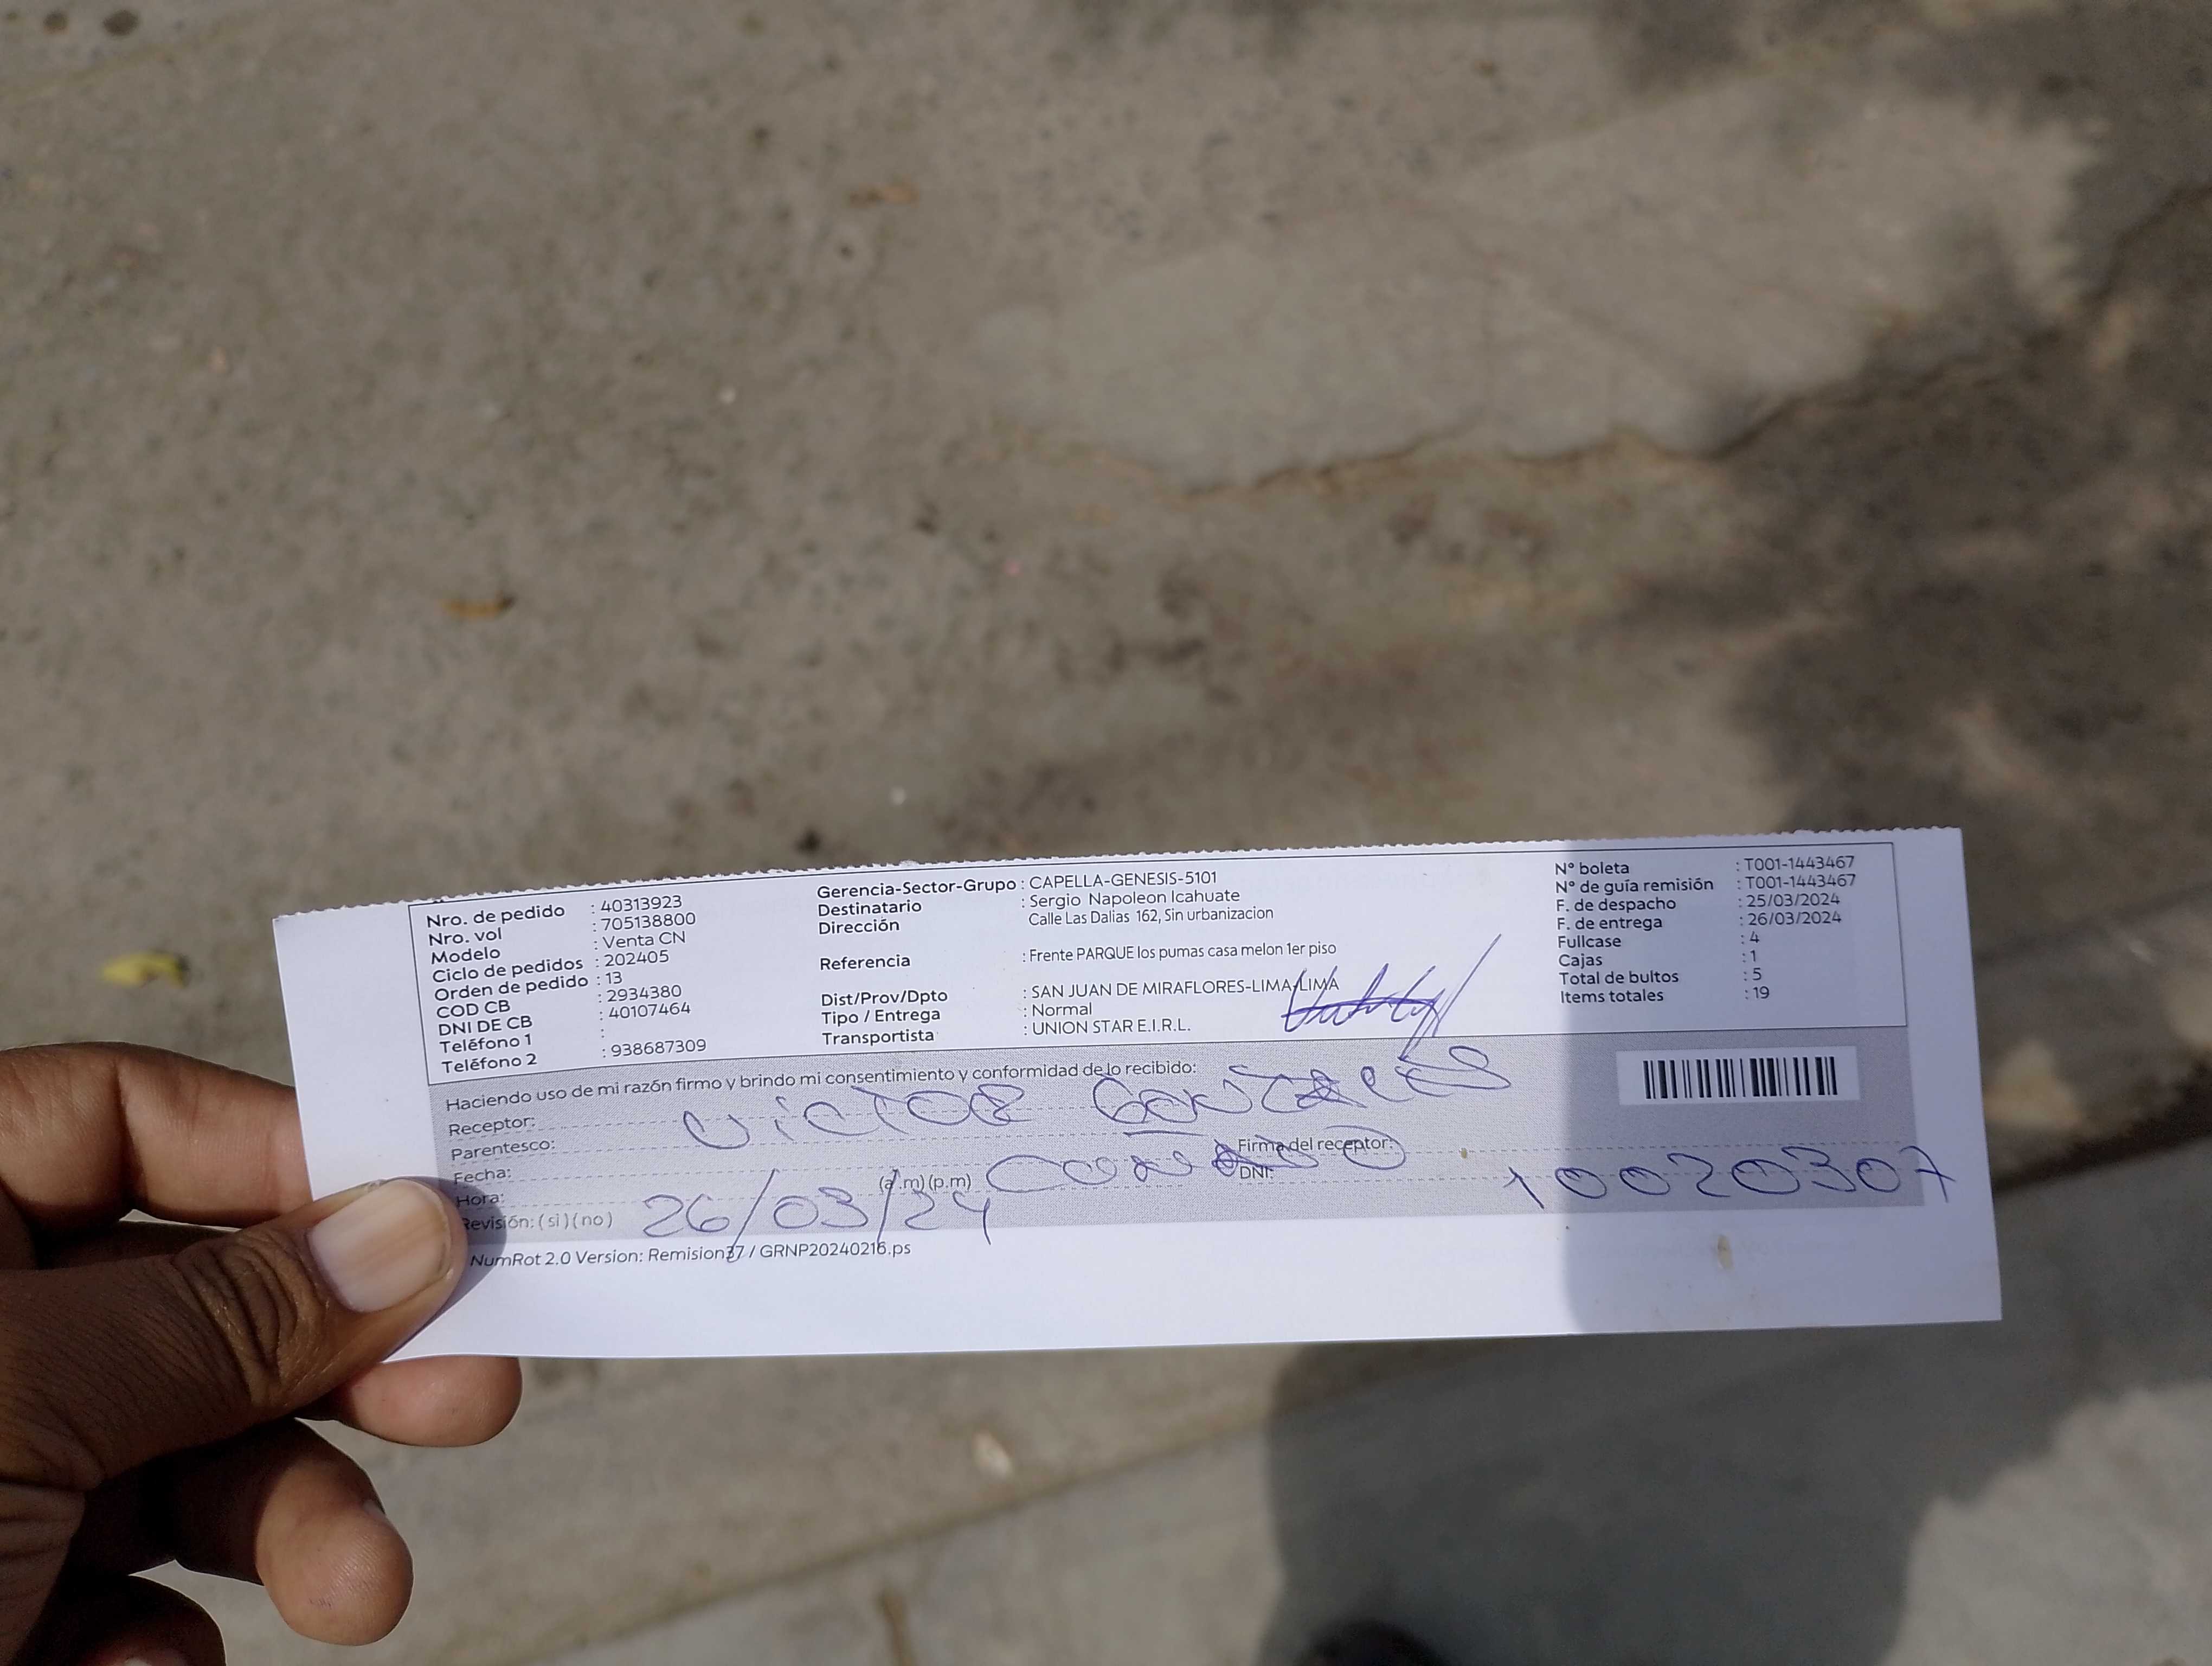 Nro. de pedido : 40313923
Nro. vol : 705138800
Modelo : Venta CN
Ciclo de pedidos : 202405
Orden de pedido : 13
COD CB : 2934380
DNI DE CB : 40107464
Teléfono 1 :
Teléfono 2 : 938687309
Gerencia-Sector-Grupo : CAPELLA-GENESIS-5101
Destinatario : Sergio Napoleon Icahuate
Dirección Calle Las Dalias 162, Sin urbanizacion
Referencia : Frente PARQUE los pumas casa melon 1er piso
Dist/Prov/Dpto : SAN JUAN DE MIRAFLORES-LIMA-LIMA
Tipo / Entrega : Normal
Transportista : UNION STAR E.I.R.L.
N° boleta : T001-1443467
N° de guía remisión : T001-1443467
F. de despacho : 25/03/2024
F. de entrega : 26/03/2024
Fullcase : 4
Cajas : 1
Total de bultos : 5
Items totales : 19
Haciendo uso de mi razón firmo y brindo mi consentimiento y conformidad de lo recibido:
Receptor: VICTOR GONZALES
Parentesco:
Fecha: Firma del receptor:
Hora: (a.m) (p.m) DNI: 10020307
Revisión: ( si ) ( no ) 26/03/24
NumRot 2.0 Version: Remision37 / GRNP20240216.ps